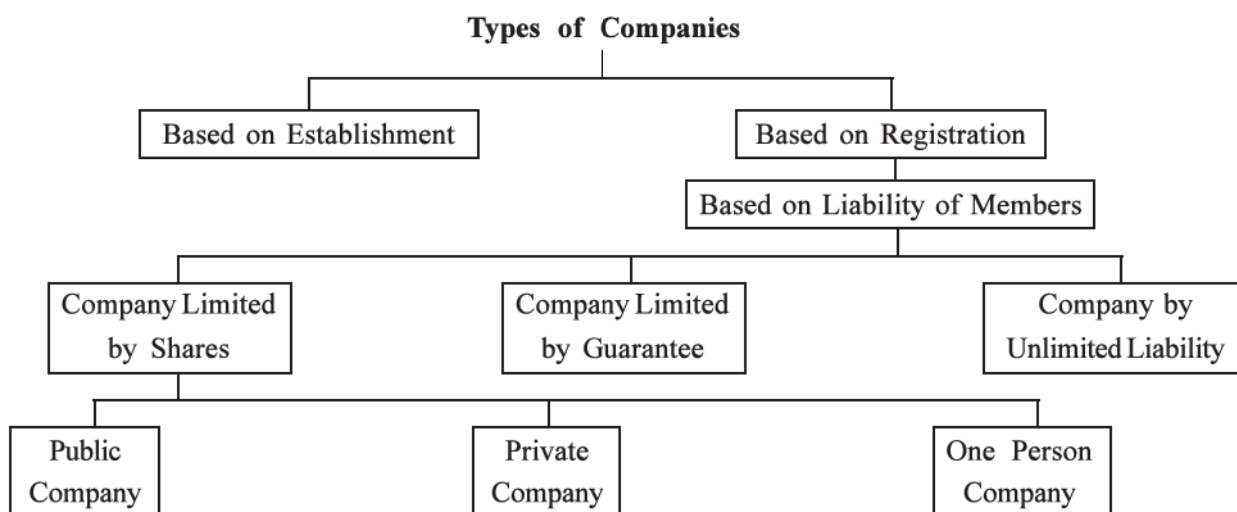 Types of Companies
Based on Establishment
Based on Registration
Based on Liability of Members
Company Limited
by Shares
Company Limited
by Guarantee
Company by
Unlimited Liability
Public
Company
Private
Company
One Person
Company